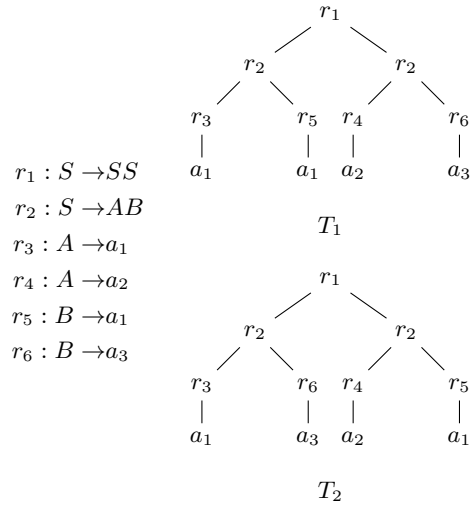 r₁ : S → SS
r₂ : S → AB
r₃ : A → a₁
r₄ : A → a₂
r₅ : B → a₁
r₆ : B → a₃
r₁
r₂ r₂
r₃ r₅ r₄ r₆
a₁ a₁ a₂ a₃
T₁
r₁
r₂ r₂
r₃ r₆ r₄ r₅
a₁ a₃ a₂ a₁
T₂